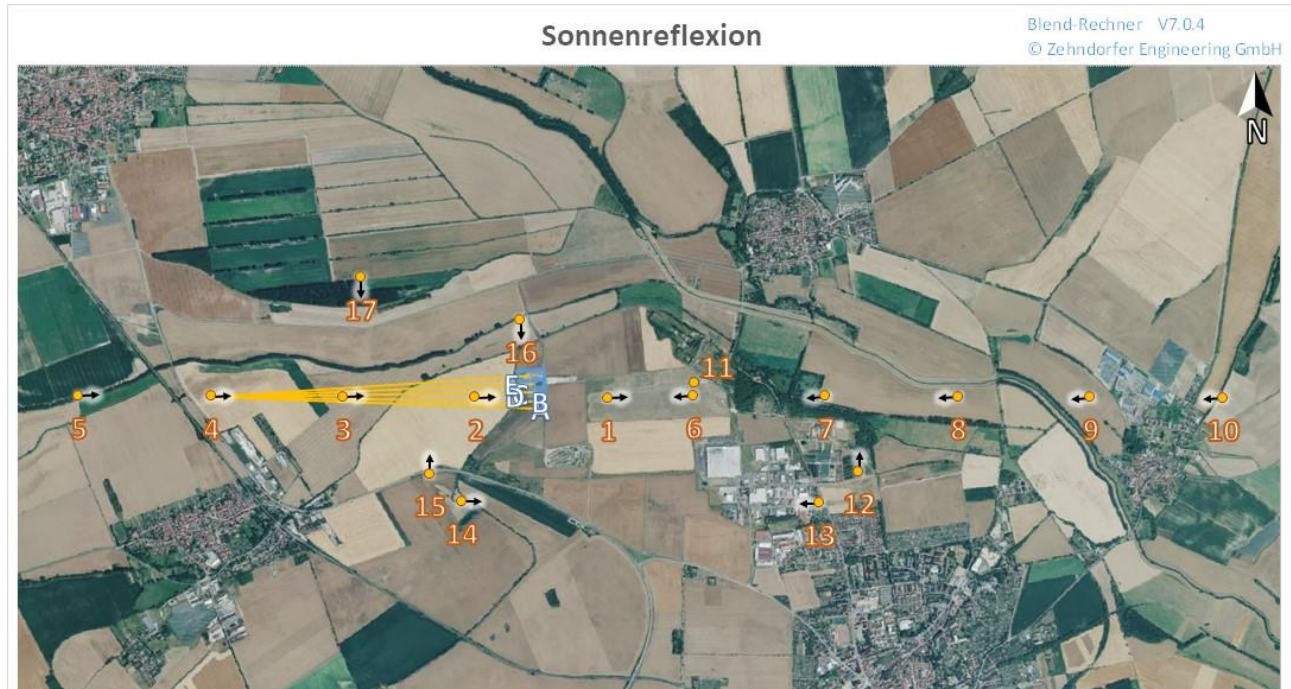 Sonnenreflexion
Blend-Rechner V7.0.4
© Zehndorfer Engineering GmbH
N
17
16
11
E
D C
B
A
5
4
3
2
1
6
7
8
9
10
15
14
13
12